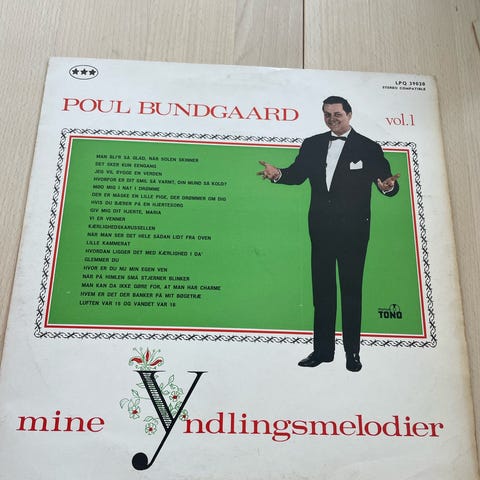 LPQ 39028
STEREO COMPATIBLE
POUL BUNDGAARD
vol.1
MAN BLI'R SÅ GLAD, NÅR SOLEN SKINNER
DET SKER KUN EENGANG
JEG VIL BYGGE EN VERDEN
HVORFOR ER DIT SMIL SÅ VARMT, DIN MUND SÅ KOLD?
MØD MIG I NAT I DRØMME
DER ER MÅSKE EN LILLE PIGE, DER DRØMMER OM DIG
HVIS DU BÆRER PÅ EN HJERTESORG
GIV MIG DIT HJERTE, MARIA
VI ER VENNER
KÆRLIGHEDSKARUSSELLEN
NÅR MAN SER DET HELE SÅDAN LIDT FRA OVEN
LILLE KAMMERAT
HVORDAN LIGGER DET MED KÆRLIGHED I DA'
GLEMMER DU
HVOR ER DU NU MIN EGEN VEN
NÅR PÅ HIMLEN SMÅ STJERNER BLINKER
MAN KAN DA IKKE GØRE FOR, AT MAN HAR CHARME
HVEM ER DET DER BANKER PÅ MIT BØGETRÆ
LUFTEN VAR 15 OG VANDET VAR 18
TONO
mine yndlingsmelodier